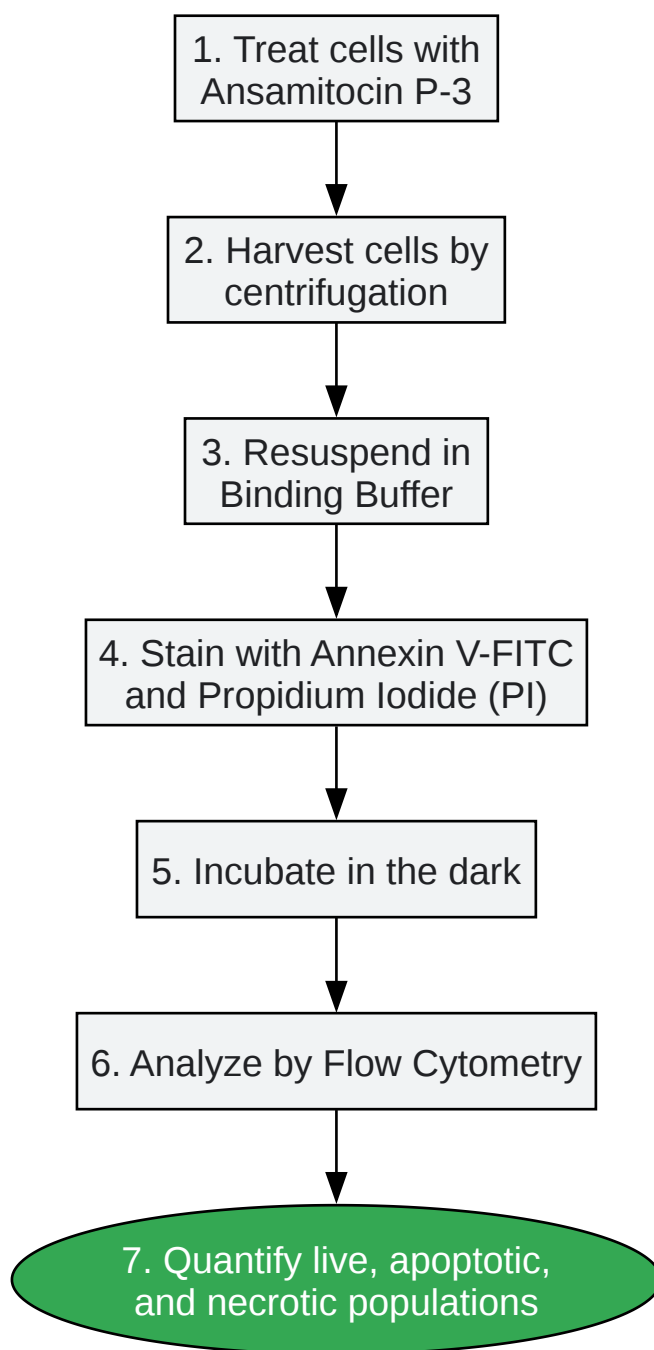 1. Treat cells with
Ansamitocin P-3
2. Harvest cells by
centrifugation
3. Resuspend in
Binding Buffer
4. Stain with Annexin V-FITC
and Propidium Iodide (PI)
5. Incubate in the dark
6. Analyze by Flow Cytometry
7. Quantify live, apoptotic,
and necrotic populations